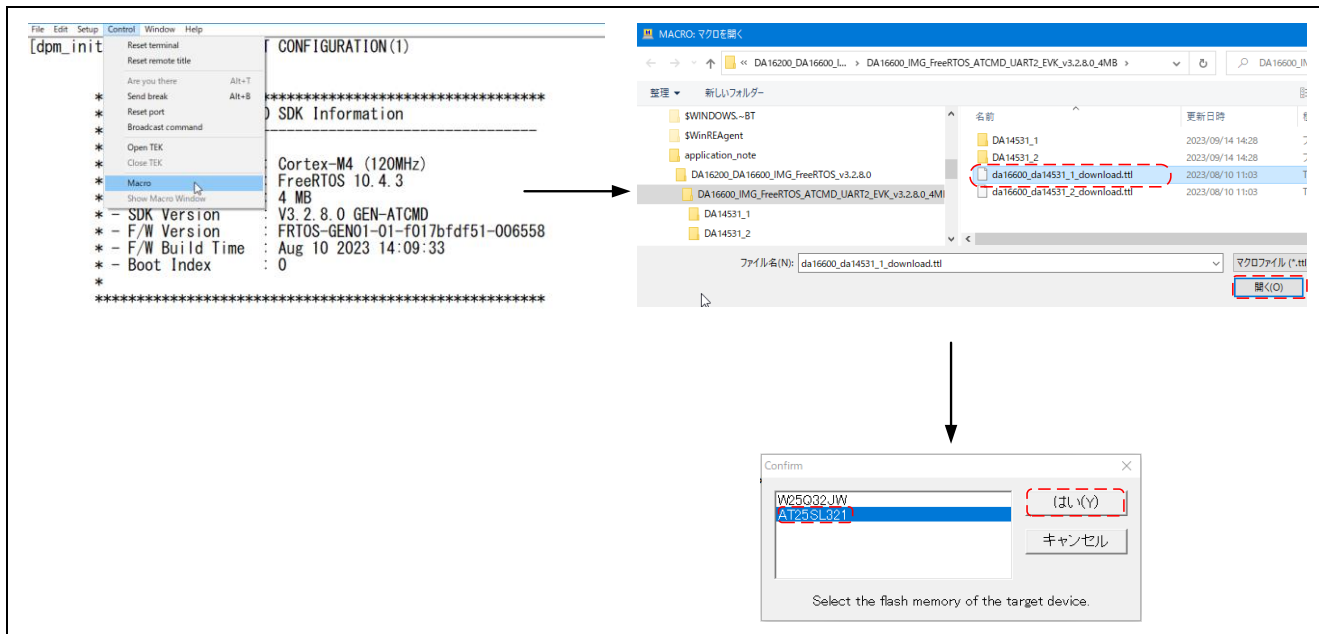 File Edit Setup Control Window Help
[dpm_init
T CONFIGURATION(1)
Reset terminal
Reset remote title
Are you there Alt+T
Send break Alt+B
Reset port
Broadcast command
Open TEK
Close TEK
Macro
Show Macro Window
* **********************************
* SDK Information
* ---------------------------------
*
* : Cortex-M4 (120MHz)
* : FreeRTOS 10.4.3
* : 4 MB
* - SDK Version : V3.2.8.0 GEN-ATCMD
* - F/W Version : FRTOS-GEN01-01-f017bfdf51-006558
* - F/W Build Time : Aug 10 2023 14:09:33
* - Boot Index : 0
*
******************************************************
MACRO: マクロを開く
« DA16200_DA16600_I... > DA16600_IMG_FreeRTOS_ATCMD_UART2_EVK_v3.2.8.0_4MB >
整理 新しいフォルダー
$WINDOWS.~BT
$WinREAgent
application_note
DA16200_DA16600_IMG_FreeRTOS_v3.2.8.0
DA16600_IMG_FreeRTOS_ATCMD_UART2_EVK_v3.2.8.0_4MI
DA14531_1
DA14531_2
名前 更新日時
DA14531_1 2023/09/14 14:28
DA14531_2 2023/09/14 14:28
da16600_da14531_1_download.ttl 2023/08/10 11:03
da16600_da14531_2_download.ttl 2023/08/10 11:03
ファイル名(N): da16600_da14531_1_download.ttl マクロファイル (*.ttl
開く(O)
Confirm
W25Q32JW
AT25SL321
はい(Y)
キャンセル
Select the flash memory of the target device.